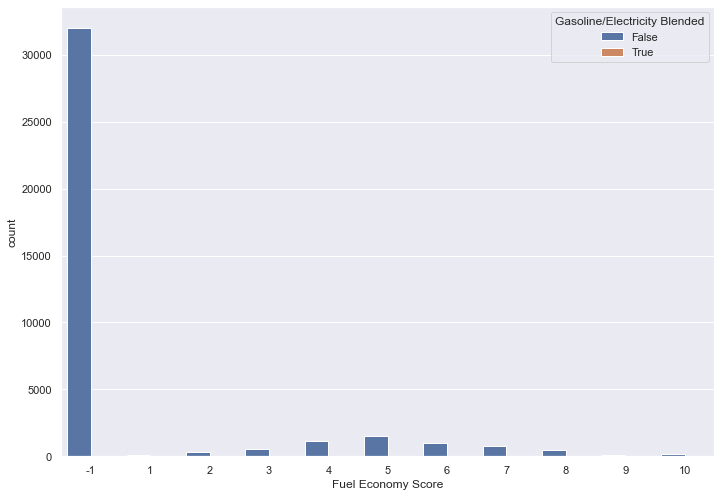 Gasoline/Electricity Blended
False
True
30000
25000
20000
15000
10000
5000
0
count
-1 1 2 3 4 5 6 7 8 9 10
Fuel Economy Score